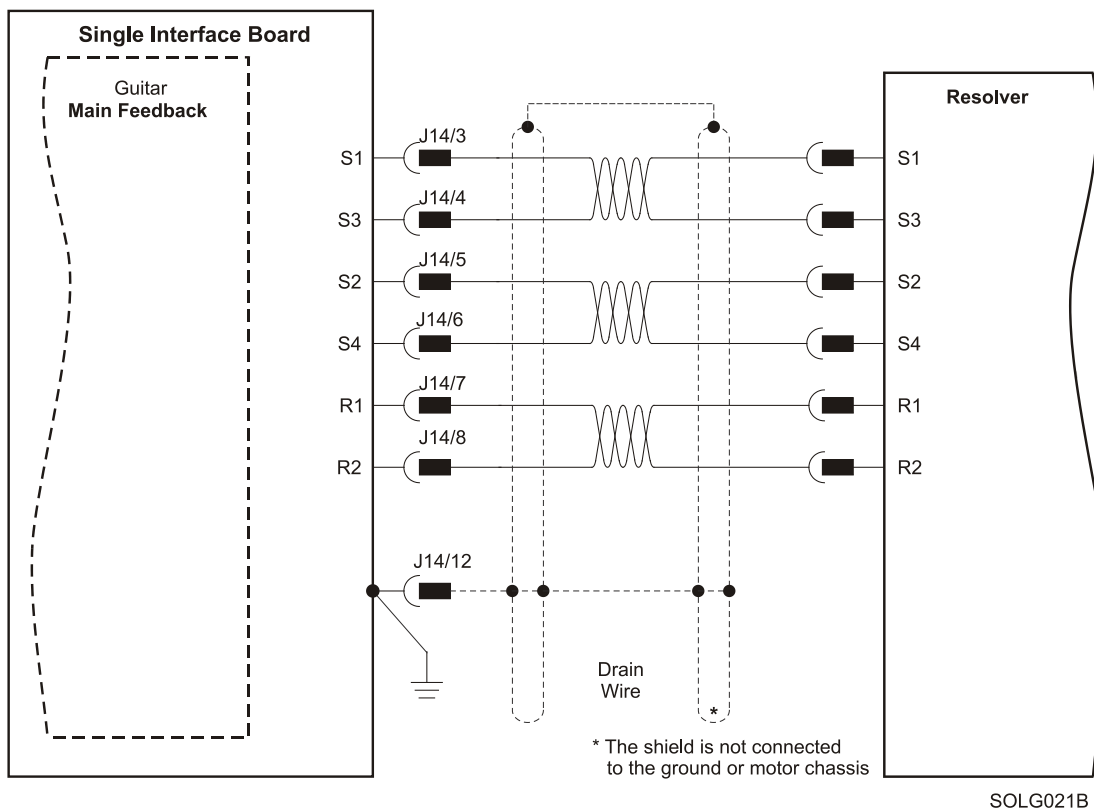 Single Interface Board
Guitar
Main Feedback
Resolver
J14/3
S1
S1
J14/4
S3
S3
J14/5
S2
S2
J14/6
S4
S4
J14/7
R1
R1
J14/8
R2
R2
J14/12
Drain
Wire
*
* The shield is not connected
to the ground or motor chassis
SOLG021B